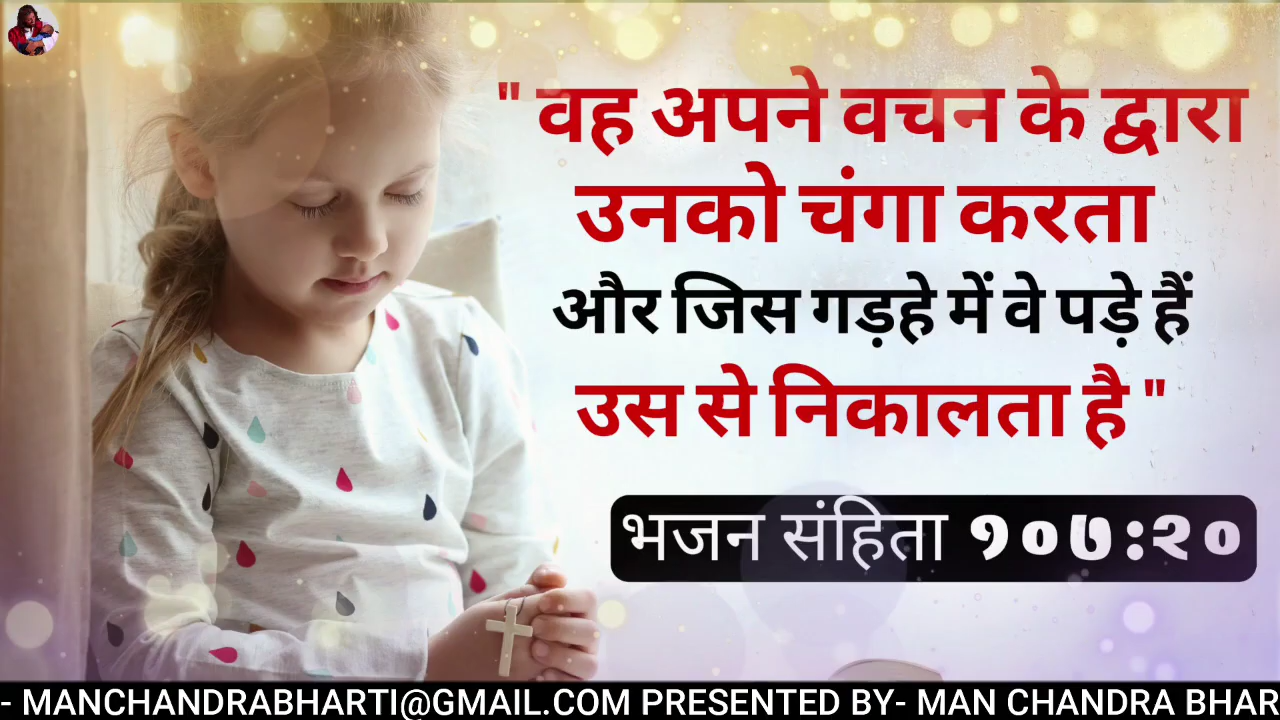 " वह अपने वचन के द्वारा
उनको चंगा करता
और जिस गड़हे में वे पड़े हैं
उस से निकालता है "
भजन संहिता १०७:२०
- MANCHANDRABHARTI@GMAIL.COM PRESENTED BY- MAN CHANDRA BHAR